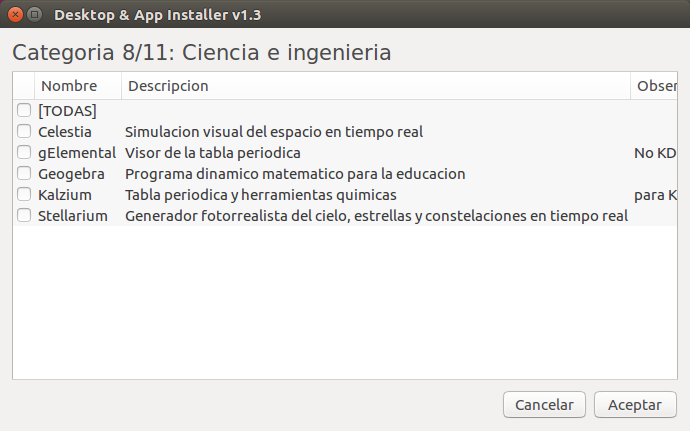 Desktop & App Installer v1.3
Categoria 8/11: Ciencia e ingenieria
Nombre Descripcion Obser
[TODAS]
Celestia Simulacion visual del espacio en tiempo real
gElemental Visor de la tabla periodica No KD
Geogebra Programa dinamico matematico para la educacion
Kalzium Tabla periodica y herramientas quimicas para K
Stellarium Generador fotorrealista del cielo, estrellas y constelaciones en tiempo real
Cancelar Aceptar